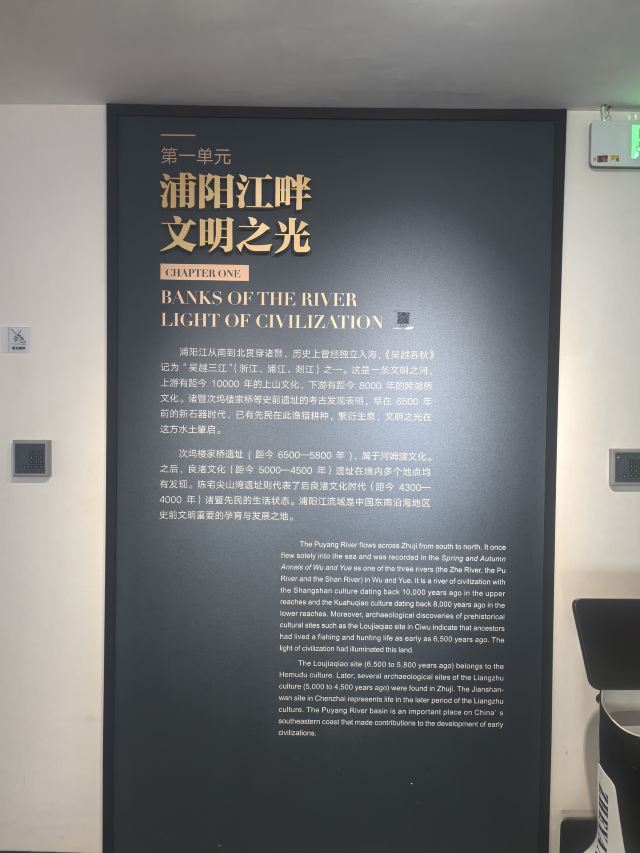 第一单元
浦阳江畔
文明之光
CHAPTER ONE
BANKS OF THE RIVER
LIGHT OF CIVILIZATION
浦阳江从南到北贯穿诸暨，历史上曾经独立入海，《吴越春秋》
记为“吴越三江”（浙江、浦江、剡江）之一。这是一条文明之河，
上游有距今 10000 年的上山文化，下游有距今 8000 年的跨湖桥
文化。诸暨次坞楼家桥等史前遗址的考古发现表明，早在 6500 年
前的新石器时代，已有先民在此渔猎耕种，繁衍生息，文明之光在
这方水土肇启。
次坞楼家桥遗址（距今 6500—5800 年），属于河姆渡文化。
之后，良渚文化（距今 5000—4500 年）遗址在境内多个地点均
有发现。陈宅尖山湾遗址则代表了后良渚文化时代（距今 4300—
4000 年）诸暨先民的生活状态。浦阳江流域是中国东南沿海地区
史前文明重要的孕育与发展之地。
The Puyang River flows across Zhuji from south to north. It once
flew solely into the sea and was recorded in the Spring and Autumn
Annals of Wu and Yue as one of the three rivers (the Zhe River, the Pu
River and the Shan River) in Wu and Yue. It is a river of civilization with
the Shangshan culture dating back 10,000 years ago in the upper
reaches and the Kuahuqiao culture dating back 8,000 years ago in the
lower reaches. Moreover, archaeological discoveries of prehistorical
cultural sites such as the Loujiaqiao site in Ciwu indicate that ancestors
had lived a fishing and hunting life as early as 6,500 years ago. The
light of civilization had illuminated this land.
The Loujiaqiao site (6,500 to 5,800 years ago) belongs to the
Hemudu culture. Later, several archaeological sites of the Liangzhu
culture (5,000 to 4,500 years ago) were found in Zhuji. The Jianshan-
wan site in Chenzhai represents life in the later period of the Liangzhu
culture. The Puyang River basin is an important place on China's
southeastern coast that made contributions to the development of early
civilizations.